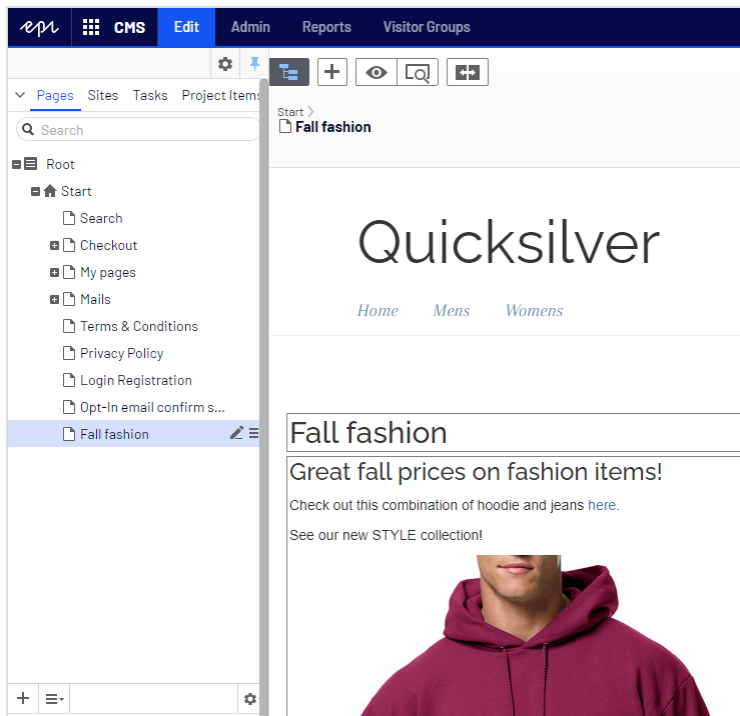 epi CMS Edit Admin Reports Visitor Groups
Pages Sites Tasks Project Items
Search
Root
Start
Search
Checkout
My pages
Mails
Terms & Conditions
Privacy Policy
Login Registration
Opt-In email confirm s...
Fall fashion
Start
Fall fashion
Quicksilver
Home Mens Womens
Fall fashion
Great fall prices on fashion items!
Check out this combination of hoodie and jeans here.
See our new STYLE collection!